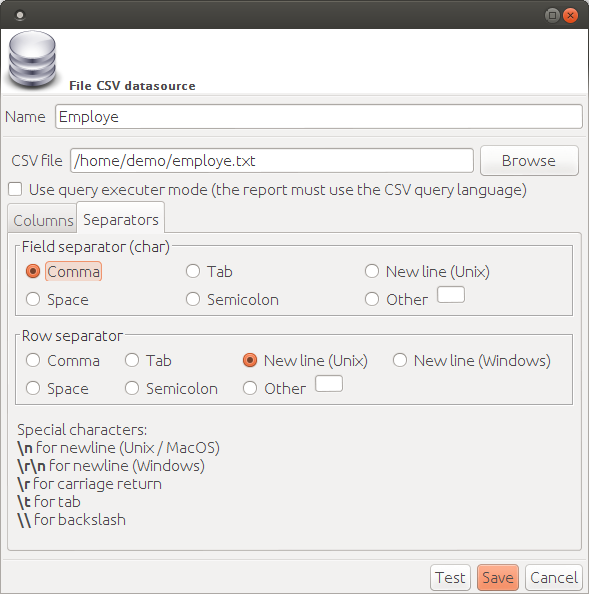 File CSV datasource
Name Employe
CSV file /home/demo/employe.txt Browse
Use query executer mode (the report must use the CSV query language)
Columns Separators
Field separator (char)
Comma Tab New line (Unix)
Space Semicolon Other
Row separator
Comma Tab New line (Unix) New line (Windows)
Space Semicolon Other
Special characters:
\n for newline (Unix / MacOS)
\r\n for newline (Windows)
\r for carriage return
\t for tab
\\ for backslash
Test Save Cancel